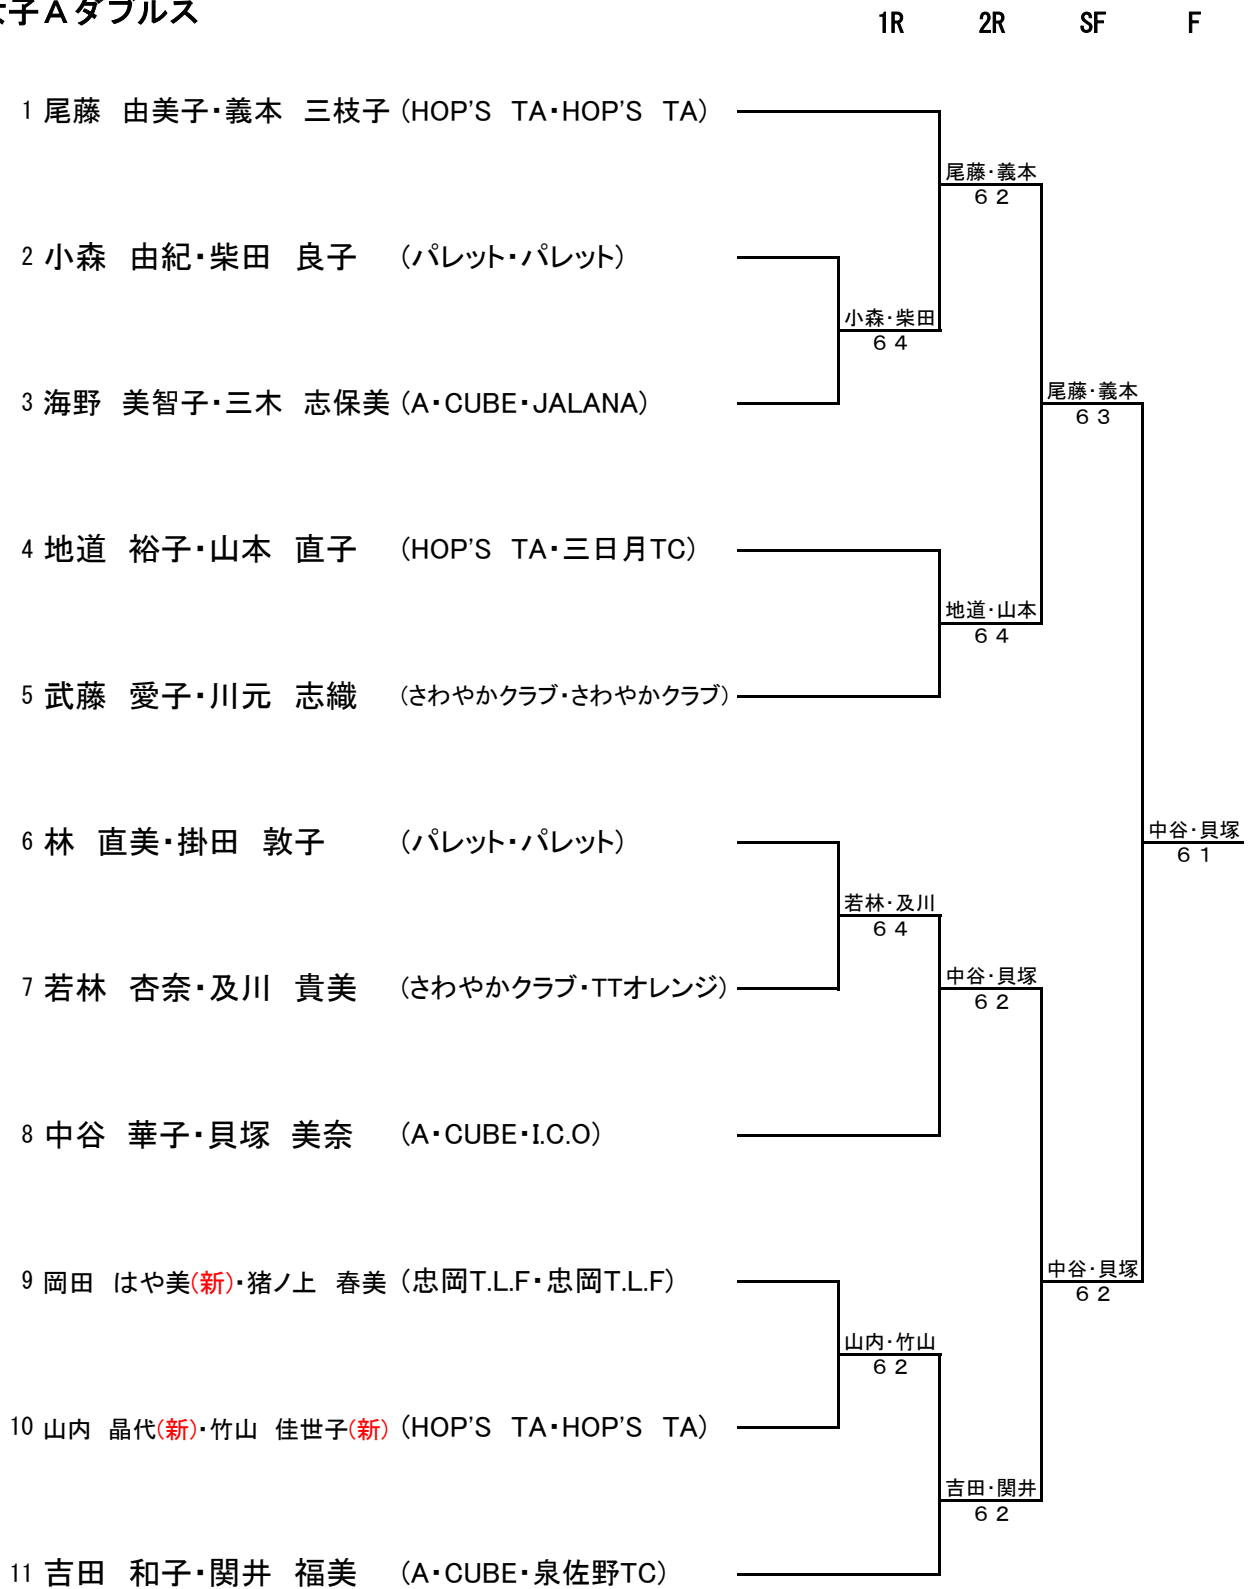 女子Aダブルス
1R 2R SF F
1 尾藤 由美子・義本 三枝子 (HOP'S TA・HOP'S TA)
尾藤・義本
6 2
2 小森 由紀・柴田 良子 (パレット・パレット)
小森・柴田
6 4
3 海野 美智子・三木 志保美 (A・CUBE・JALANA)
尾藤・義本
6 3
4 地道 裕子・山本 直子 (HOP'S TA・三日月TC)
地道・山本
6 4
5 武藤 愛子・川元 志織 (さわやかクラブ・さわやかクラブ)
中谷・貝塚
6 1
6 林 直美・掛田 敦子 (パレット・パレット)
若林・及川
6 4
7 若林 杏奈・及川 貴美 (さわやかクラブ・TTオレンジ)
中谷・貝塚
6 2
8 中谷 華子・貝塚 美奈 (A・CUBE・I.C.O)
中谷・貝塚
6 2
9 岡田 はや美(新)・猪ノ上 春美 (忠岡T.L.F・忠岡T.L.F)
山内・竹山
6 2
10 山内 晶代(新)・竹山 佳世子(新) (HOP'S TA・HOP'S TA)
吉田・関井
6 2
11 吉田 和子・関井 福美 (A・CUBE・泉佐野TC)